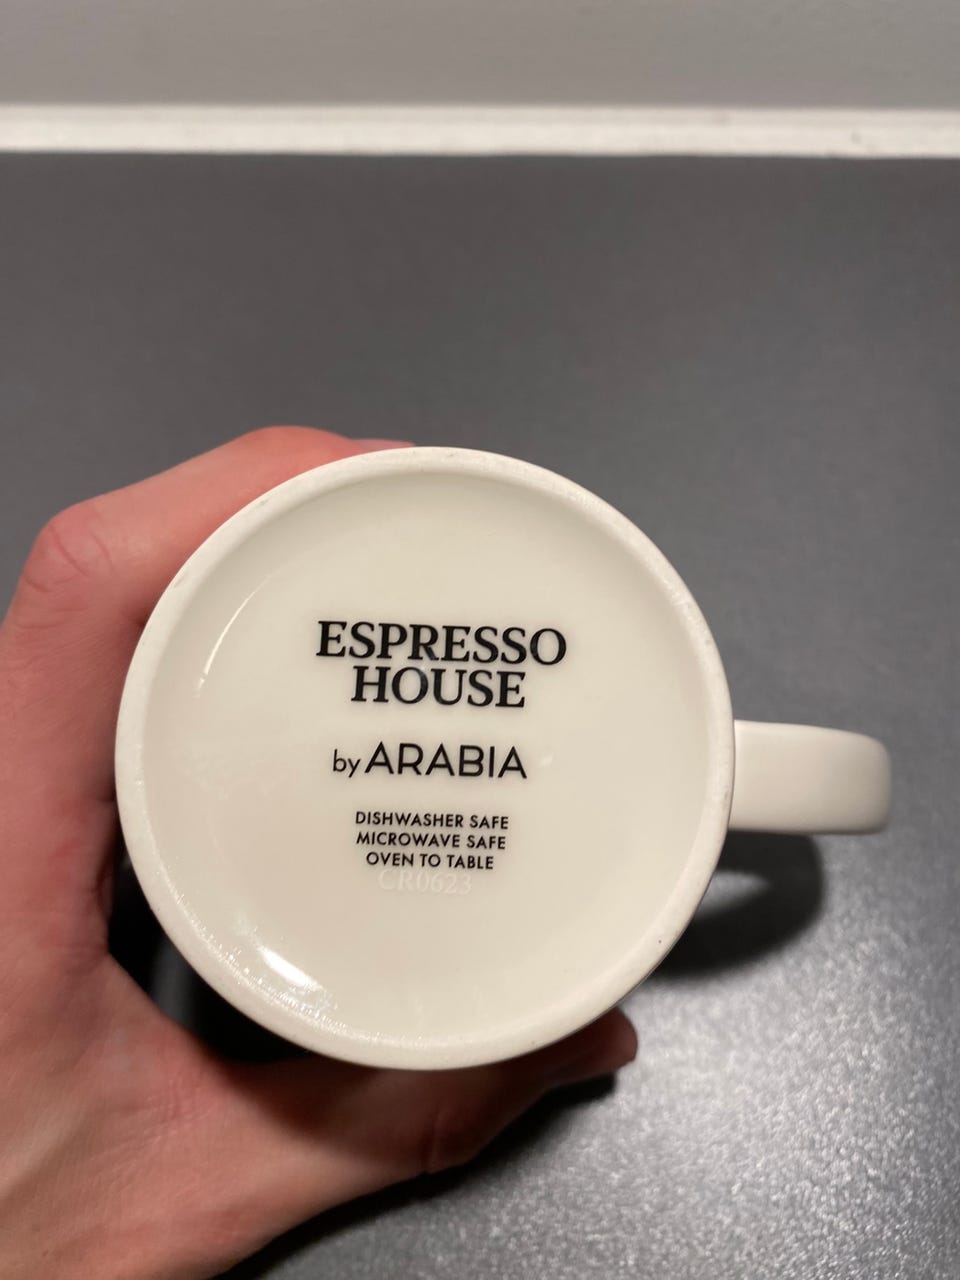 ESPRESSO
HOUSE
by ARABIA
DISHWASHER SAFE
MICROWAVE SAFE
OVEN TO TABLE
CR0623